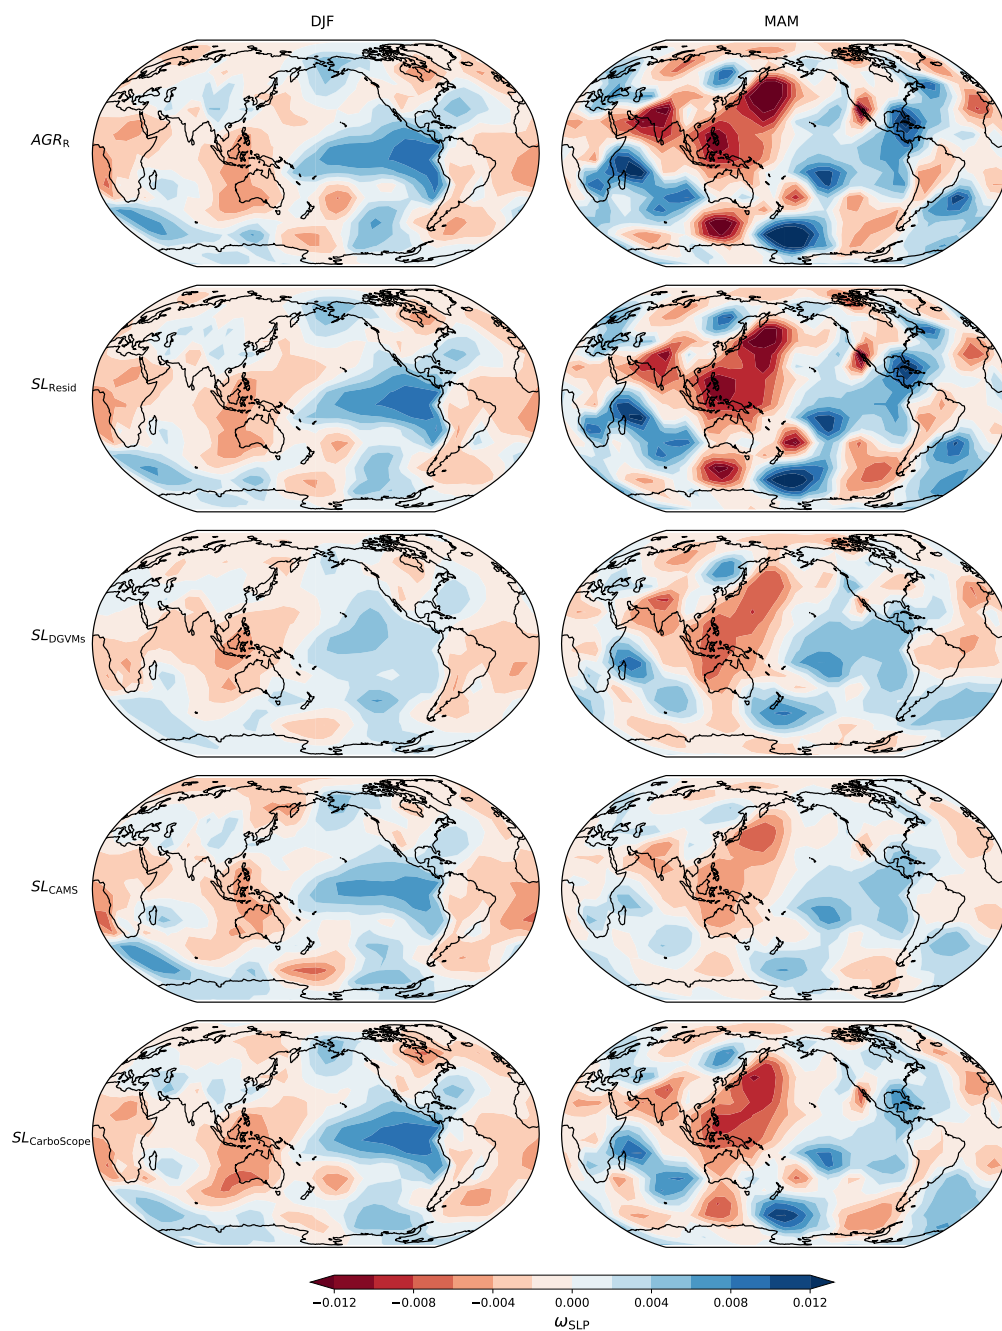 DJF MAM
AGR_R
SL_Resid
SL_DGVMs
SL_CAMS
SL_CarboScope
−0.012 −0.008 −0.004 0.000 0.004 0.008 0.012
ω_SLP